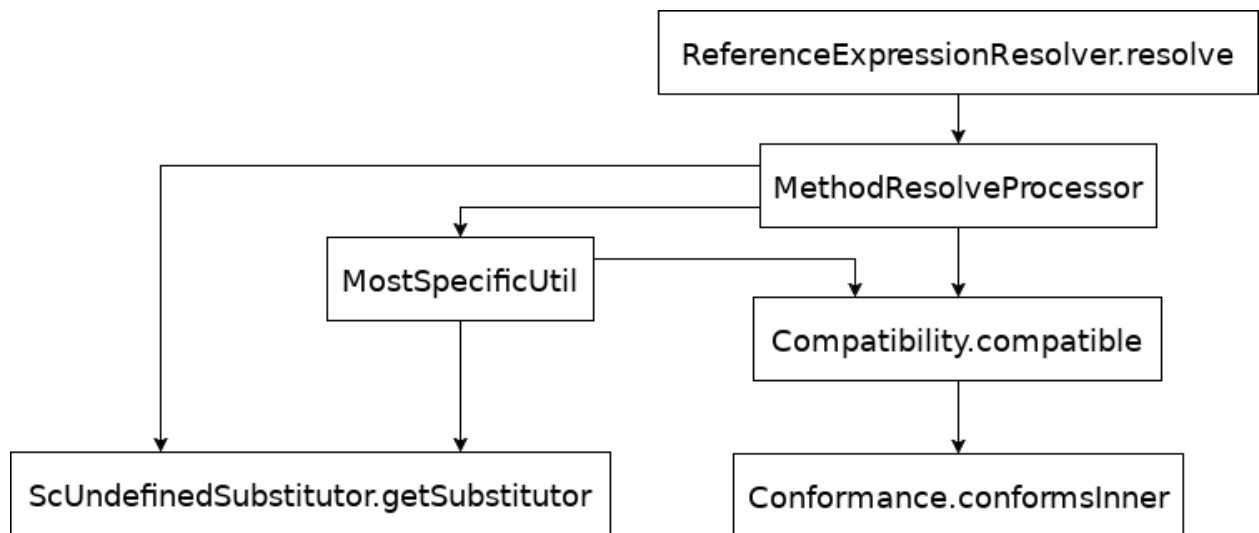 ReferenceExpressionResolver.resolve
MethodResolveProcessor
MostSpecificUtil
Compatibility.compatible
ScUndefinedSubstitutor.getSubstitutor
Conformance.conformsInner